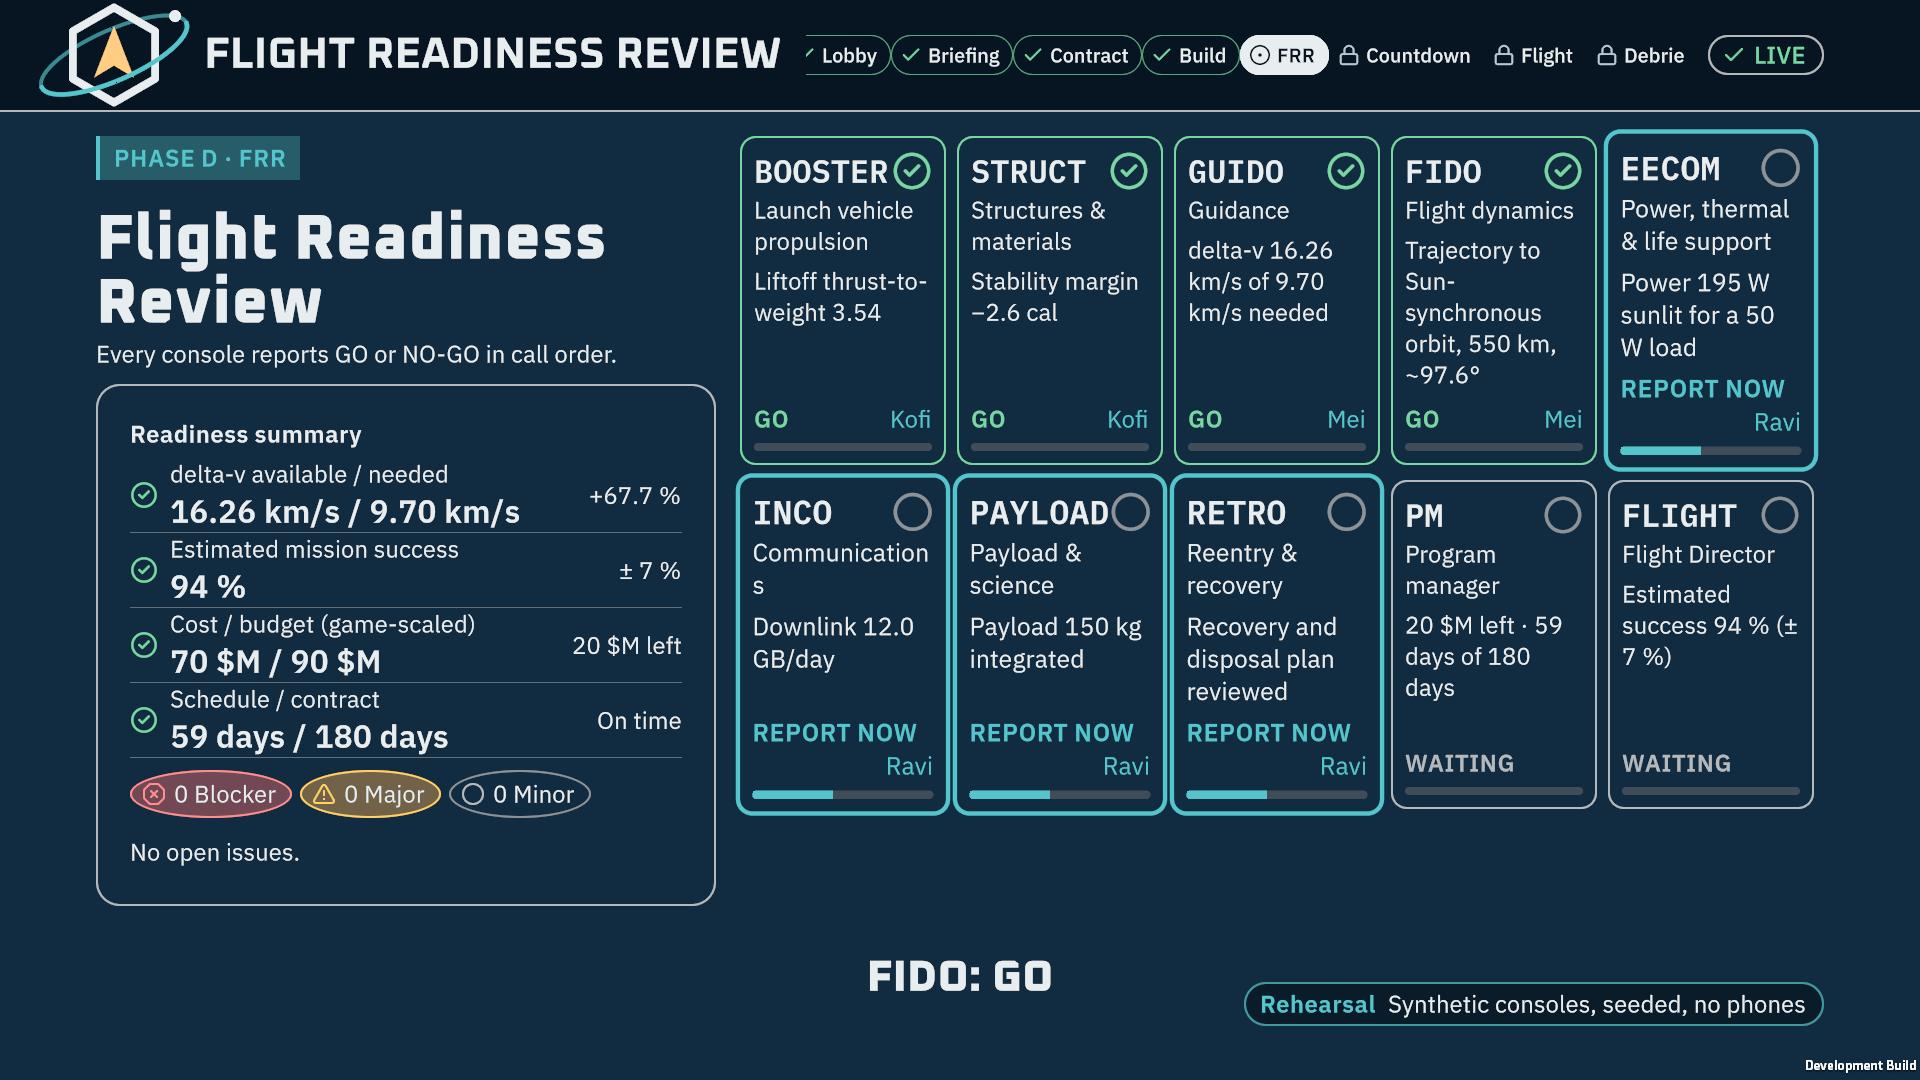 FLIGHT READINESS REVIEW
Lobby
Briefing
Contract
Build
FRR
Countdown
Flight
Debrie
LIVE
PHASE D · FRR
Flight Readiness
Review
Every console reports GO or NO-GO in call order.
Readiness summary
delta-v available / needed
16.26 km/s / 9.70 km/s
+67.7 %
Estimated mission success
94 %
± 7 %
Cost / budget (game-scaled)
70 $M / 90 $M
20 $M left
Schedule / contract
59 days / 180 days
On time
0 Blocker
0 Major
0 Minor
No open issues.
BOOSTER
Launch vehicle
propulsion
Liftoff thrust-to-
weight 3.54
GO
Kofi
STRUCT
Structures &
materials
Stability margin
−2.6 cal
GO
Kofi
GUIDO
Guidance
delta-v 16.26
km/s of 9.70
km/s needed
GO
Mei
FIDO
Flight dynamics
Trajectory to
Sun-
synchronous
orbit, 550 km,
~97.6°
GO
Mei
EECOM
Power, thermal
& life support
Power 195 W
sunlit for a 50
W load
REPORT NOW
Ravi
INCO
Communication
s
Downlink 12.0
GB/day
REPORT NOW
Ravi
PAYLOAD
Payload &
science
Payload 150 kg
integrated
REPORT NOW
Ravi
RETRO
Reentry &
recovery
Recovery and
disposal plan
reviewed
REPORT NOW
Ravi
PM
Program
manager
20 $M left · 59
days of 180
days
WAITING
FLIGHT
Flight Director
Estimated
success 94 % (±
7 %)
WAITING
FIDO: GO
Rehearsal Synthetic consoles, seeded, no phones
Development Build